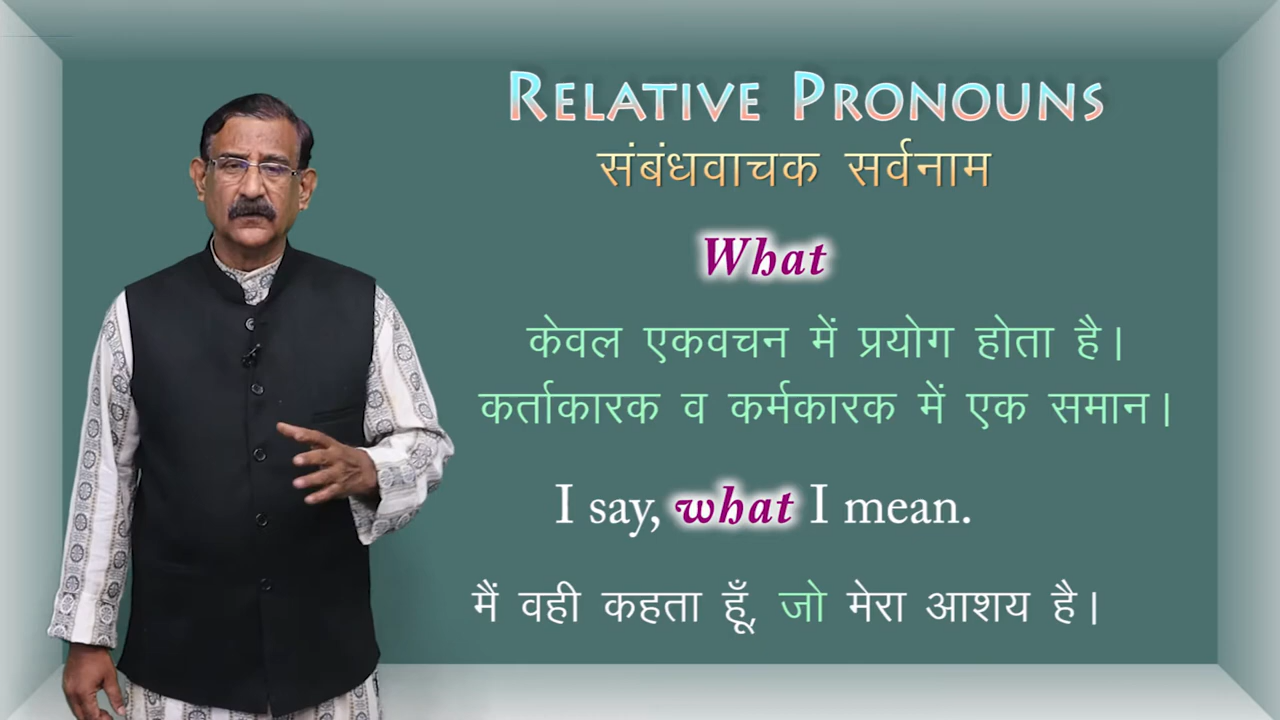 RELATIVE PRONOUNS
संबंधवाचक सर्वनाम
What
केवल एकवचन में प्रयोग होता है।
कर्ताकारक व कर्मकारक में एक समान।
I say, what I mean.
मैं वही कहता हूँ, जो मेरा आशय है।